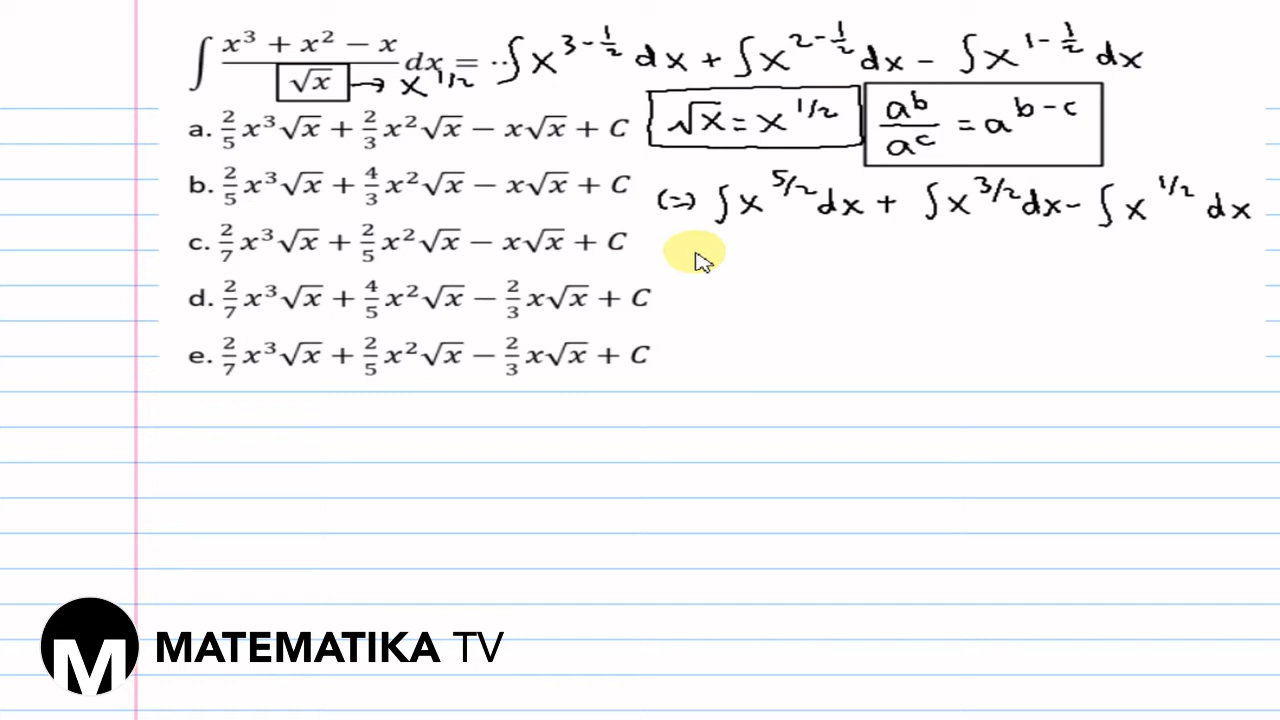 ∫ (x³ + x² − x)/√x dx = ··· ∫ x^(3−1/2) dx + ∫ x^(2−1/2) dx − ∫ x^(1−1/2) dx
→ x^(1/2)
√x = x^(1/2)
a^b/a^c = a^(b−c)
a. 2/5 x³√x + 2/3 x²√x − x√x + C
b. 2/5 x³√x + 4/3 x²√x − x√x + C
(=) ∫ x^(5/2) dx + ∫ x^(3/2) dx − ∫ x^(1/2) dx
c. 2/7 x³√x + 2/5 x²√x − x√x + C
d. 2/7 x³√x + 4/5 x²√x − 2/3 x√x + C
e. 2/7 x³√x + 2/5 x²√x − 2/3 x√x + C
M MATEMATIKA TV